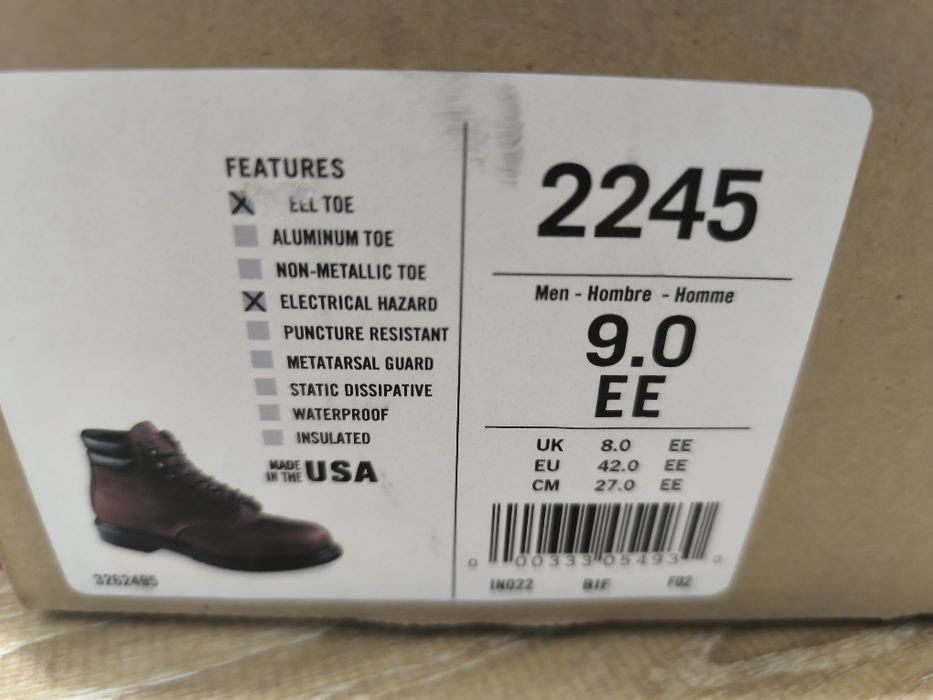 FEATURES
EEL TOE
ALUMINUM TOE
NON-METALLIC TOE
ELECTRICAL HAZARD
PUNCTURE RESISTANT
METATARSAL GUARD
STATIC DISSIPATIVE
WATERPROOF
INSULATED
MADE IN THE USA
3262485
2245
Men - Hombre - Homme
9.0
EE
UK 8.0 EE
EU 42.0 EE
CM 27.0 EE
0 00333 05493 0
IN022 BIF F02